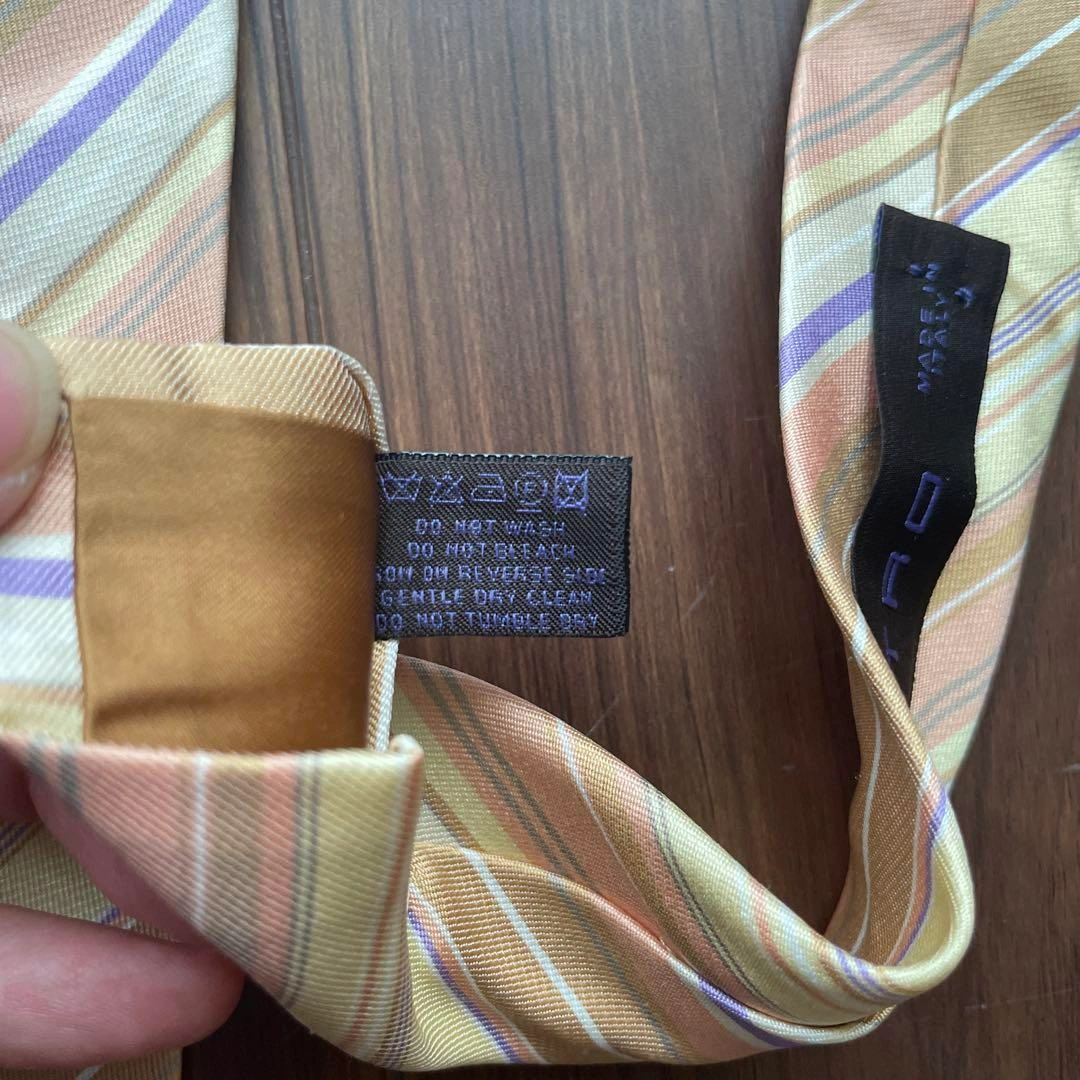 DO NOT WASH
DO NOT BLEACH
RON ON REVERSE SIDE
GENTLE DRY CLEAN
DO NOT TUMBLE DRY
P
MADE IN
ITALY